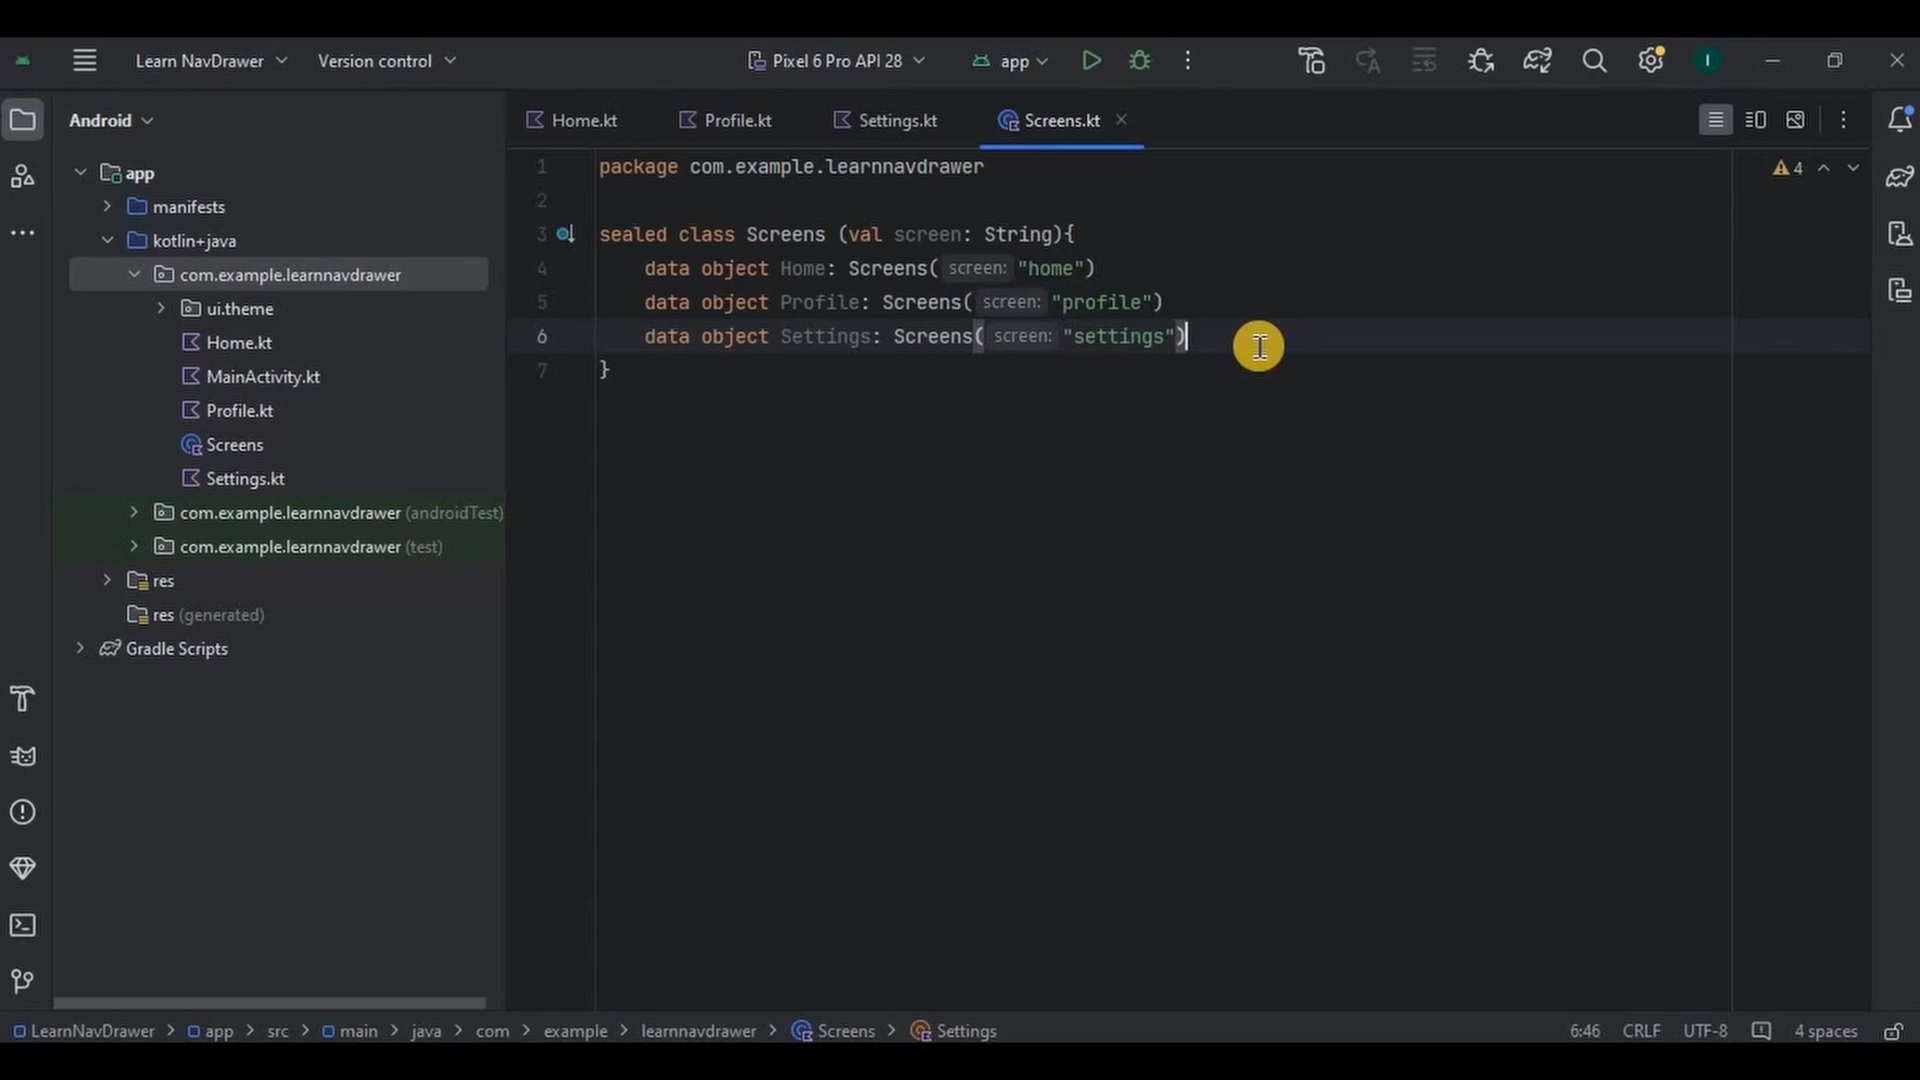 Learn NavDrawer
Version control
Pixel 6 Pro API 28
app
I
Android
Home.kt
Profile.kt
Settings.kt
Screens.kt
app
manifests
kotlin+java
com.example.learnnavdrawer
ui.theme
Home.kt
MainActivity.kt
Profile.kt
Screens
Settings.kt
com.example.learnnavdrawer (androidTest)
com.example.learnnavdrawer (test)
res
res (generated)
Gradle Scripts
1 package com.example.learnnavdrawer
4
2
3 sealed class Screens (val screen: String){
4 data object Home: Screens( screen: "home")
5 data object Profile: Screens( screen: "profile")
6 data object Settings: Screens( screen: "settings")
7 }
LearnNavDrawer > app > src > main > java > com > example > learnnavdrawer > Screens > Settings
6:46 CRLF UTF-8 4 spaces